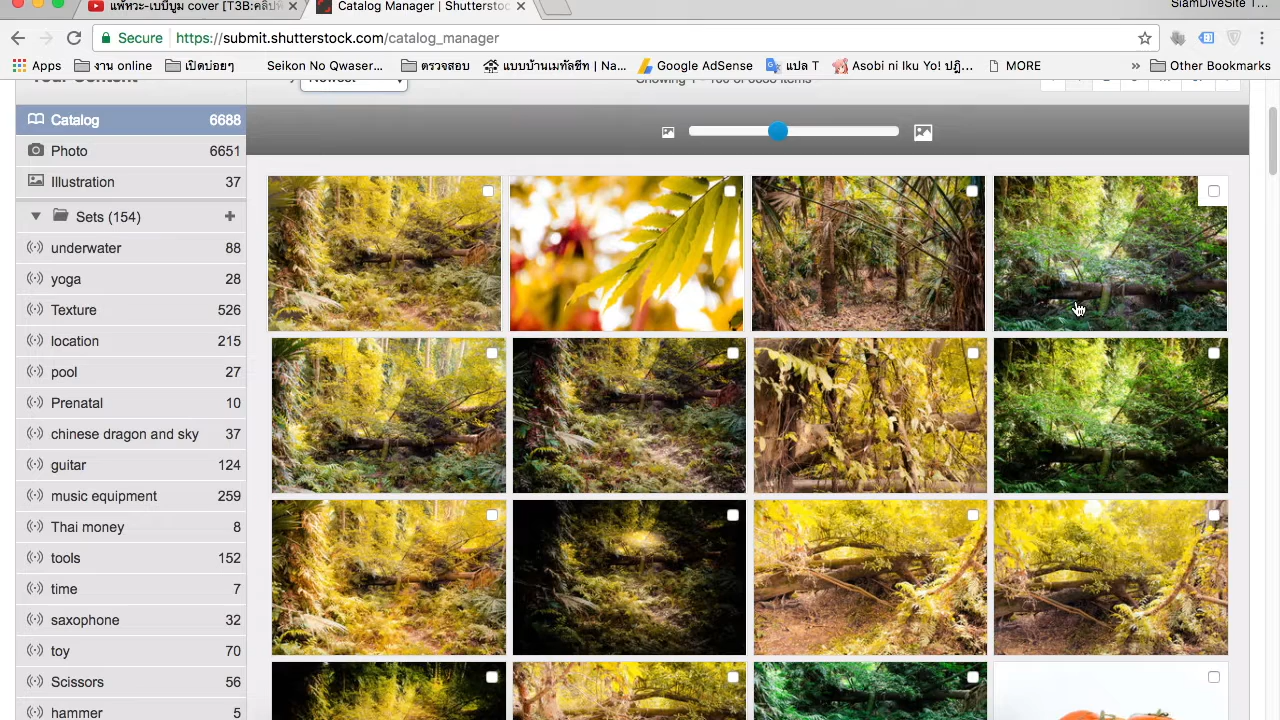 แพ้ทวะ-เบบีบูม cover [T3B:คลิปที่
Catalog Manager | Shuttersto
SiamDiveSite T...
Secure https://submit.shutterstock.com/catalog_manager
Apps งาน online เปิดบ่อยๆ Seikon No Qwaser... ตรวจสอบ แบบบ้านเมทัลชีท | Na... Google AdSense แปล T Asobi ni Iku Yo! ปฏิ... MORE » Other Bookmarks
Newest
Catalog 6688
Photo 6651
Illustration 37
Sets (154) +
underwater 88
yoga 28
Texture 526
location 215
pool 27
Prenatal 10
chinese dragon and sky 37
guitar 124
music equipment 259
Thai money 8
tools 152
time 7
saxophone 32
toy 70
Scissors 56
hammer 5